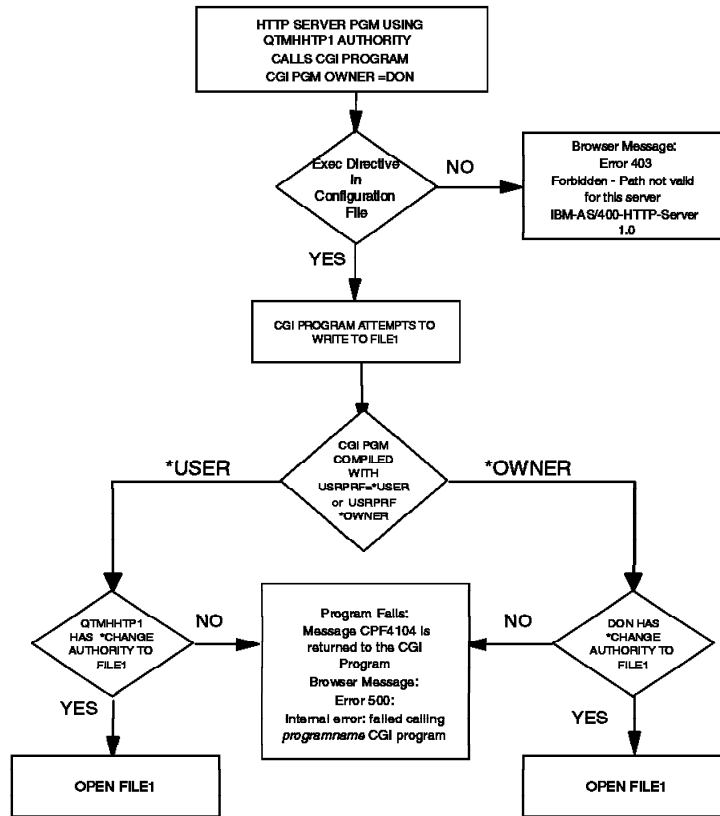 HTTP SERVER PGM USING
QTMHHTP1 AUTHORITY
CALLS CGI PROGRAM
CGI PGM OWNER =DON
Exec Directive
in
Configuration
File
NO
Browser Message:
Error 403
Forbidden - Path not valid
for this server
IBM-AS/400-HTTP-Server
1.0
YES
CGI PROGRAM ATTEMPTS TO
WRITE TO FILE1
CGI PGM
COMPILED
WITH
USRPRF=*USER
or USRPRF
*OWNER
*USER
*OWNER
QTMHHTP1
HAS *CHANGE
AUTHORITY TO
FILE1
NO
Program Fails:
Message CPF4104 is
returned to the CGI
Program
Browser Message:
Error 500:
Internal error: failed calling
programname CGI program
NO
DON HAS
*CHANGE
AUTHORITY TO
FILE1
YES
YES
OPEN FILE1
OPEN FILE1